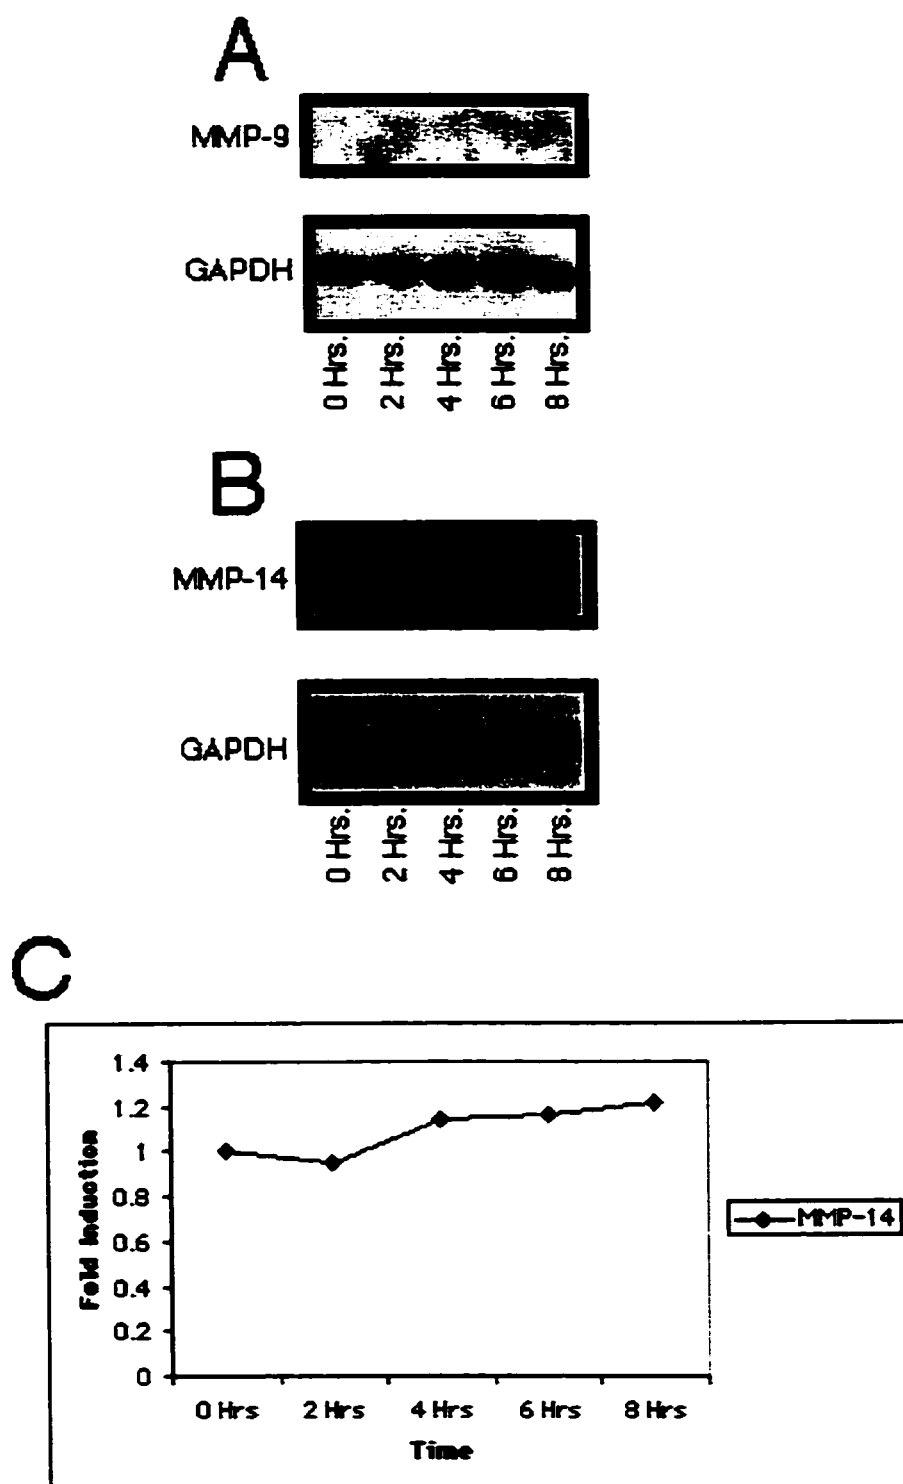 A
MMP-9
GAPDH
0 Hrs.
2 Hrs.
4 Hrs.
6 Hrs.
8 Hrs.
B
MMP-14
GAPDH
0 Hrs.
2 Hrs.
4 Hrs.
6 Hrs.
8 Hrs.
C
1.4
1.2
1
0.8
0.6
0.4
0.2
0
Fold Induction
0 Hrs 2 Hrs 4 Hrs 6 Hrs 8 Hrs
Time
MMP-14